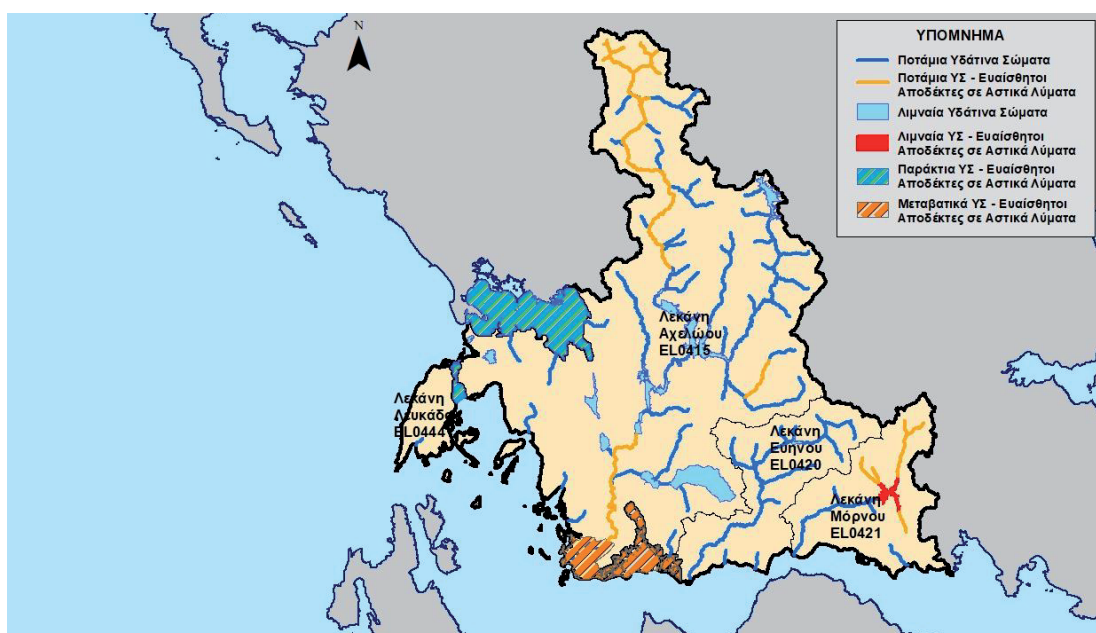 N
ΥΠΟΜΝΗΜΑ
Ποτάμια Υδάτινα Σώματα
Ποτάμια ΥΣ - Ευαίσθητοι
Αποδέκτες σε Αστικά Λύματα
Λιμναία Υδάτινα Σώματα
Λιμναία ΥΣ - Ευαίσθητοι
Αποδέκτες σε Αστικά Λύματα
Παράκτια ΥΣ - Ευαίσθητοι
Αποδέκτες σε Αστικά Λύματα
Μεταβατικά ΥΣ - Ευαίσθητοι
Αποδέκτες σε Αστικά Λύματα
Λεκάνη
Αχελώου
EL0415
Λεκάνη
Λευκάδας
EL0444
Λεκάνη
Ευήνου
EL0420
Λεκάνη
Μόρνου
EL0421